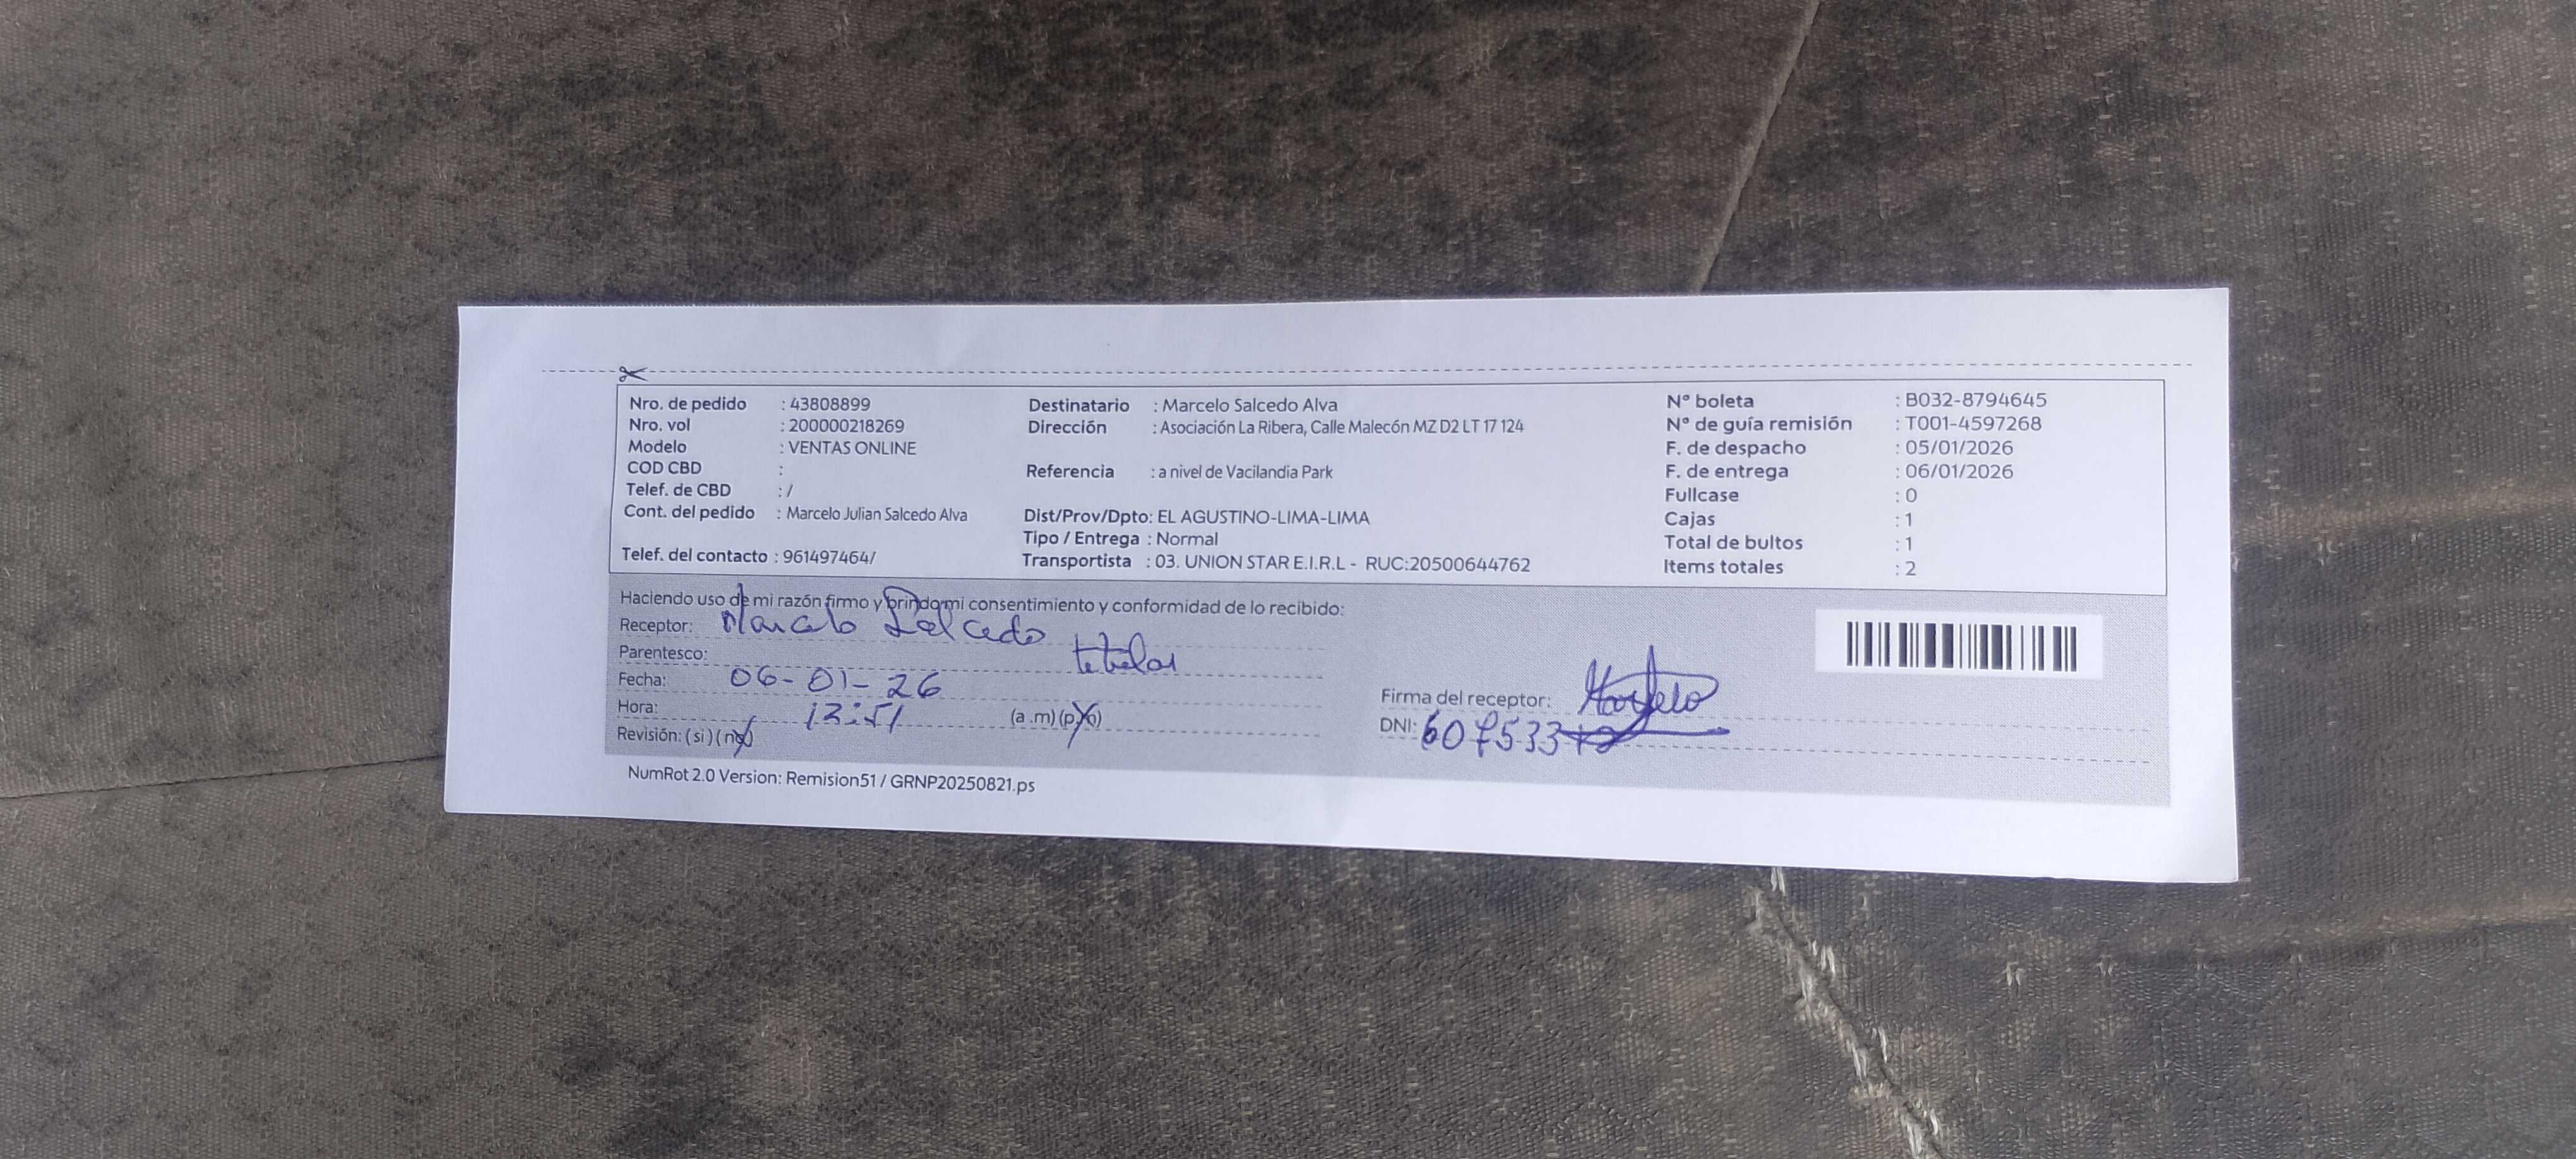 Nro. de pedido : 43808899
Nro. vol : 200000218269
Modelo : VENTAS ONLINE
COD CBD :
Telef. de CBD : /
Cont. del pedido : Marcelo Julian Salcedo Alva
Telef. del contacto : 961497464/
Destinatario : Marcelo Salcedo Alva
Dirección : Asociación La Ribera, Calle Malecón MZ D2 LT 17 124
Referencia : a nivel de Vacilandia Park
Dist/Prov/Dpto: EL AGUSTINO-LIMA-LIMA
Tipo / Entrega : Normal
Transportista : 03. UNION STAR E.I.R.L - RUC:20500644762
N° boleta : B032-8794645
N° de guía remisión : T001-4597268
F. de despacho : 05/01/2026
F. de entrega : 06/01/2026
Fullcase : 0
Cajas : 1
Total de bultos : 1
Items totales : 2
Haciendo uso de mi razón firmo y brindo mi consentimiento y conformidad de lo recibido:
Receptor: Marcelo Salcedo
Parentesco: titular
Fecha: 06-01-26
Hora: 13:51 (a.m) (p.m)
Revisión: (si) (no)
Firma del receptor: Marcelo
DNI:
NumRot 2.0 Version: Remision51 / GRNP20250821.ps